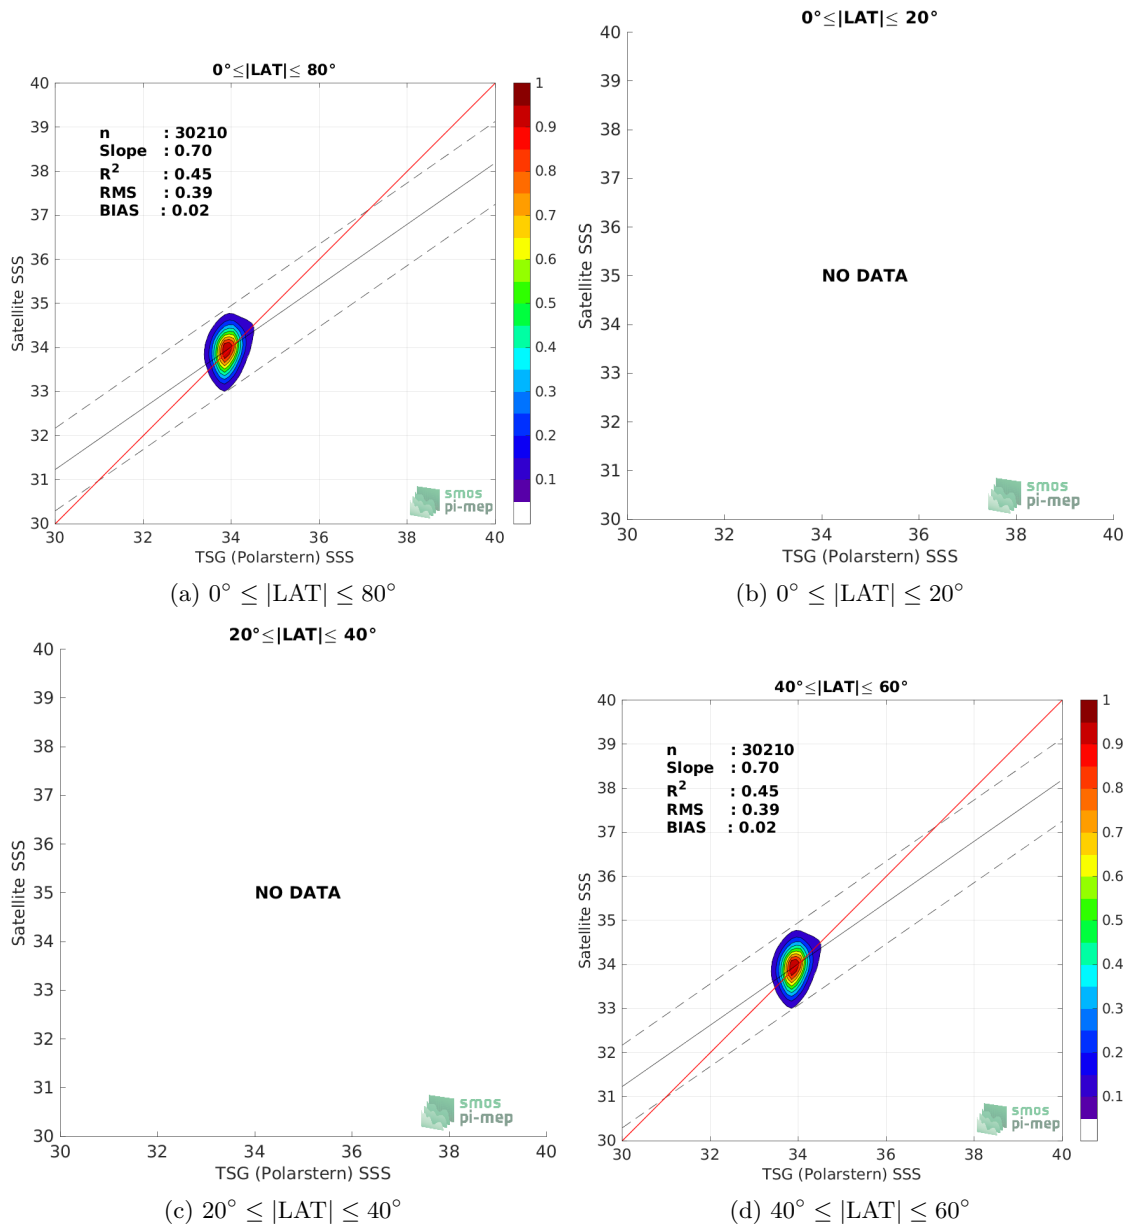 0°≤|LAT|≤ 80°
40
39
38
37
36
35
34
33
32
31
30
Satellite SSS
n : 30210
Slope : 0.70
R² : 0.45
RMS : 0.39
BIAS : 0.02
smos
pi-mep
30 32 34 36 38 40
TSG (Polarstern) SSS
1
0.9
0.8
0.7
0.6
0.5
0.4
0.3
0.2
0.1
(a) 0° ≤ |LAT| ≤ 80°
0°≤|LAT|≤ 20°
40
39
38
37
36
35
34
33
32
31
30
Satellite SSS
NO DATA
smos
pi-mep
30 32 34 36 38 40
TSG (Polarstern) SSS
(b) 0° ≤ |LAT| ≤ 20°
20°≤|LAT|≤ 40°
40
39
38
37
36
35
34
33
32
31
30
Satellite SSS
NO DATA
smos
pi-mep
30 32 34 36 38 40
TSG (Polarstern) SSS
(c) 20° ≤ |LAT| ≤ 40°
40°≤|LAT|≤ 60°
40
39
38
37
36
35
34
33
32
31
30
Satellite SSS
n : 30210
Slope : 0.70
R² : 0.45
RMS : 0.39
BIAS : 0.02
smos
pi-mep
30 32 34 36 38 40
TSG (Polarstern) SSS
1
0.9
0.8
0.7
0.6
0.5
0.4
0.3
0.2
0.1
(d) 40° ≤ |LAT| ≤ 60°